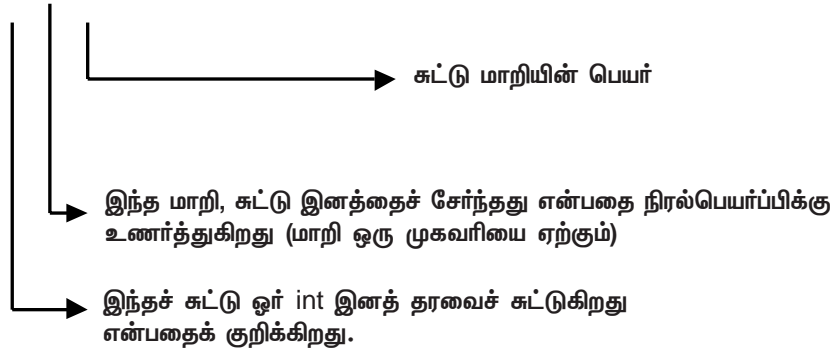 சுட்டு மாறியின் பெயர்
இந்த மாறி, சுட்டு இனத்தைச் சேர்ந்தது என்பதை நிரல்பெயர்ப்பிக்கு
உணர்த்துகிறது (மாறி ஒரு முகவரியை ஏற்கும்)
இந்தச் சுட்டு ஓர் int இனத் தரவைச் சுட்டுகிறது
என்பதைக் குறிக்கிறது.